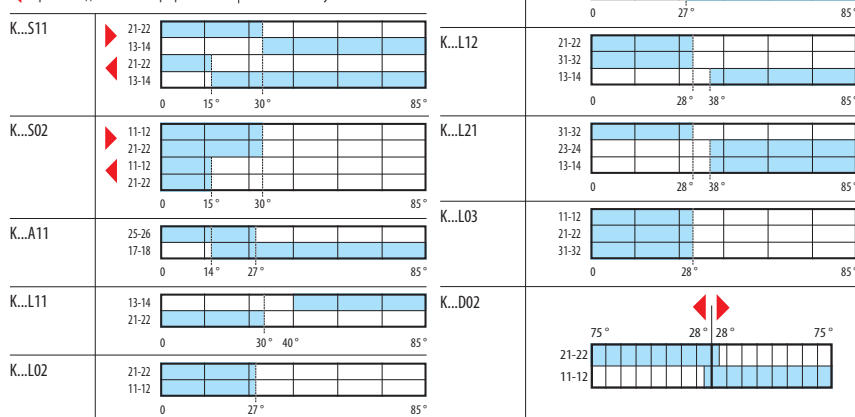 K...S11
21-22
13-14
21-22
13-14
0 15° 30° 85°
K...S02
11-12
21-22
11-12
21-22
0 15° 30° 85°
K...A11
25-26
17-18
0 14° 27° 85°
K...L11
13-14
21-22
0 30° 40° 85°
K...L02
21-22
11-12
0 27° 85°
0 27° 85°
K...L12
21-22
31-32
13-14
0 28° 38° 85°
K...L21
31-32
23-24
13-14
0 28° 38° 85°
K...L03
11-12
21-22
31-32
0 28° 85°
K...D02
75° 28° 28° 75°
21-22
11-12